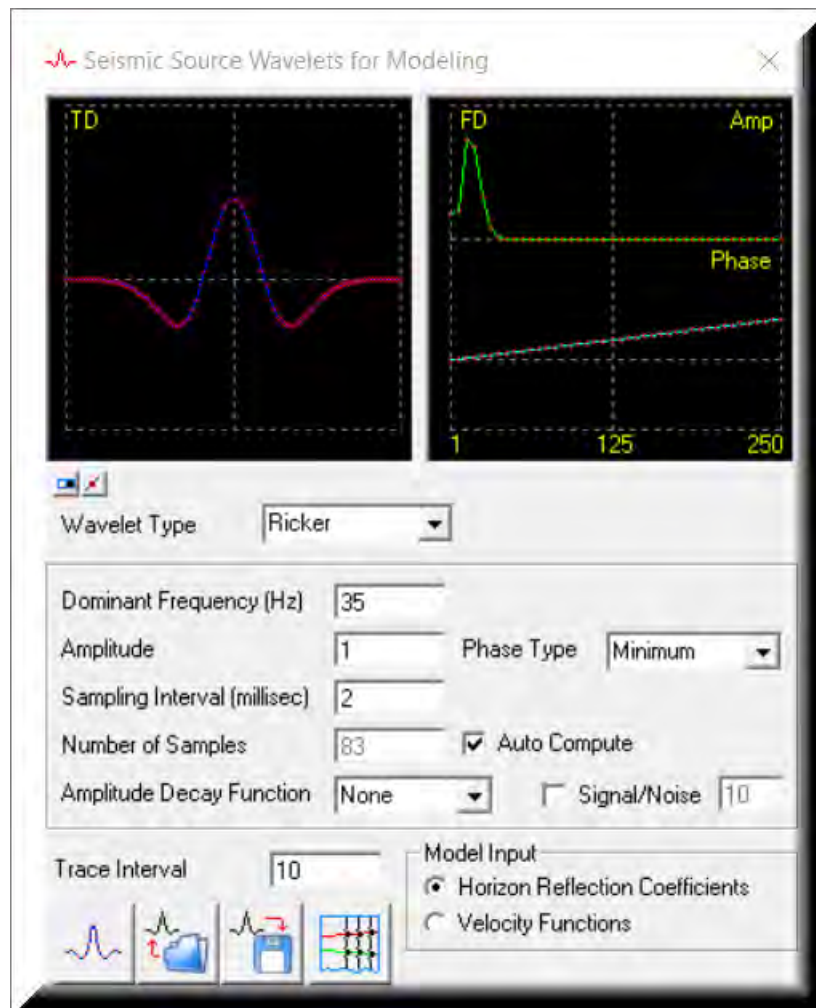 Seismic Source Wavelets for Modeling
TD
FD Amp
Phase
1 125 250
Wavelet Type Ricker
Dominant Frequency (Hz) 35
Amplitude 1 Phase Type Minimum
Sampling Interval (millisec) 2
Number of Samples 83 Auto Compute
Amplitude Decay Function None Signal/Noise 10
Trace Interval 10
Model Input
Horizon Reflection Coefficients
Velocity Functions